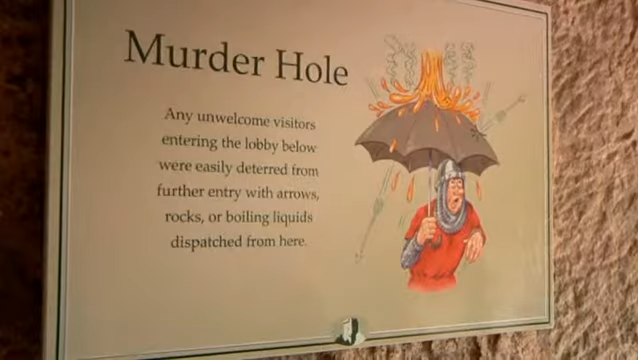 Murder Hole
Any unwelcome visitors
entering the lobby below
were easily deterred from
further entry with arrows,
rocks, or boiling liquids
dispatched from here.